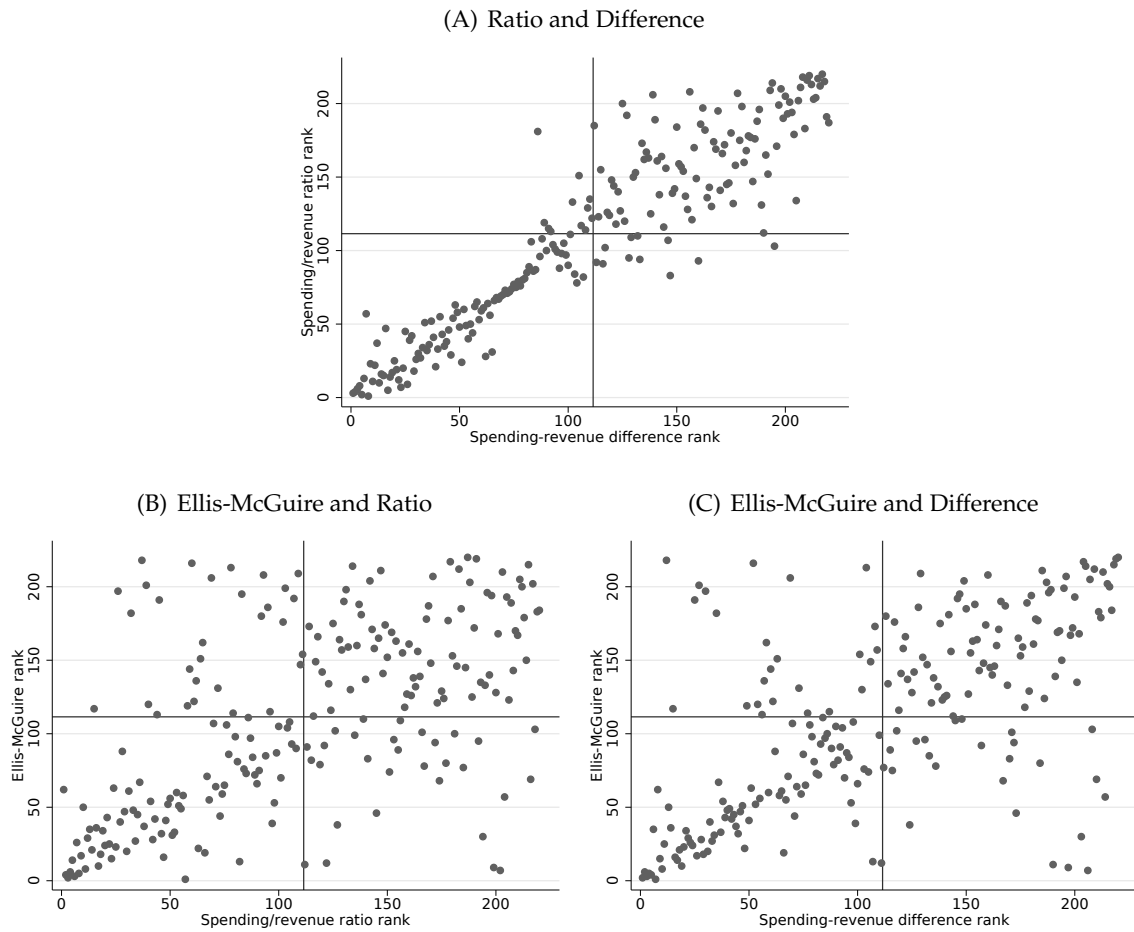 (A) Ratio and Difference
Spending/revenue ratio rank
200
150
100
50
0
0 50 100 150 200
Spending-revenue difference rank
(B) Ellis-McGuire and Ratio
Ellis-McGuire rank
200
150
100
50
0
0 50 100 150 200
Spending/revenue ratio rank
(C) Ellis-McGuire and Difference
Ellis-McGuire rank
200
150
100
50
0
0 50 100 150 200
Spending-revenue difference rank